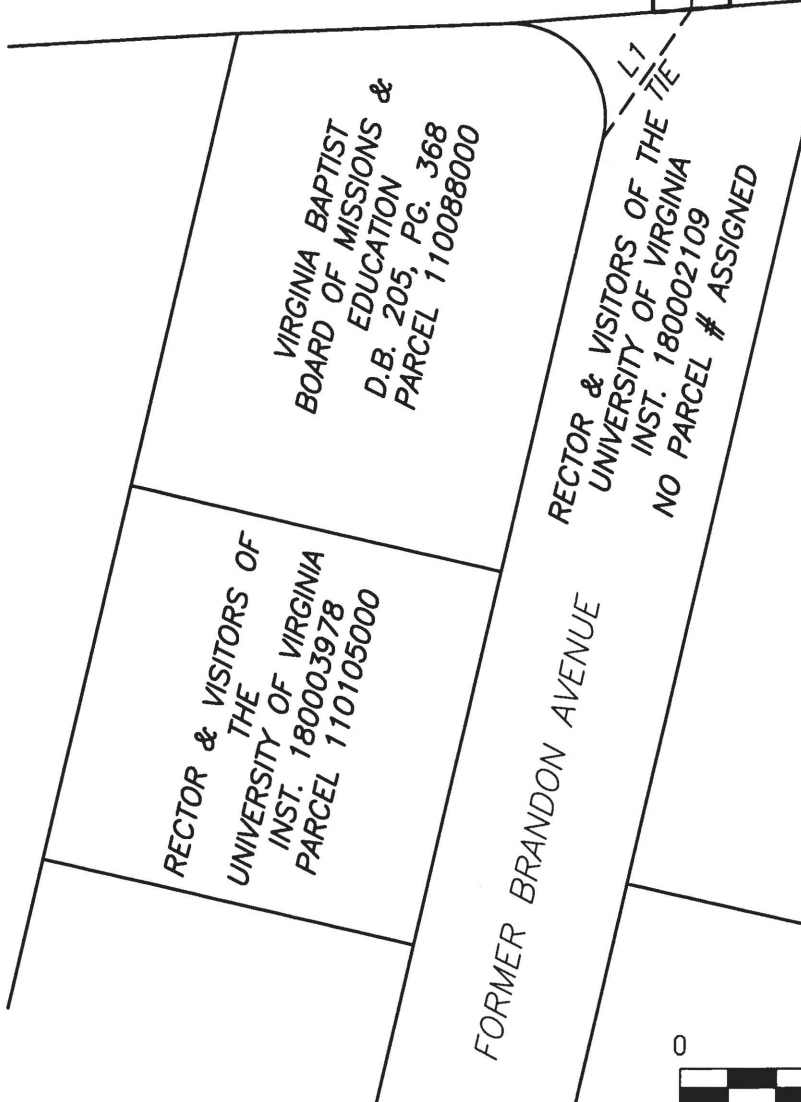 VIRGINIA BAPTIST
BOARD OF MISSIONS &
EDUCATION
D.B. 205, PG. 368
PARCEL 110088000
L1
TIE
RECTOR & VISITORS OF THE
UNIVERSITY OF VIRGINIA
INST. 180002109
NO PARCEL # ASSIGNED
RECTOR & VISITORS OF
THE
UNIVERSITY OF VIRGINIA
INST. 180003978
PARCEL 110105000
FORMER BRANDON AVENUE
0